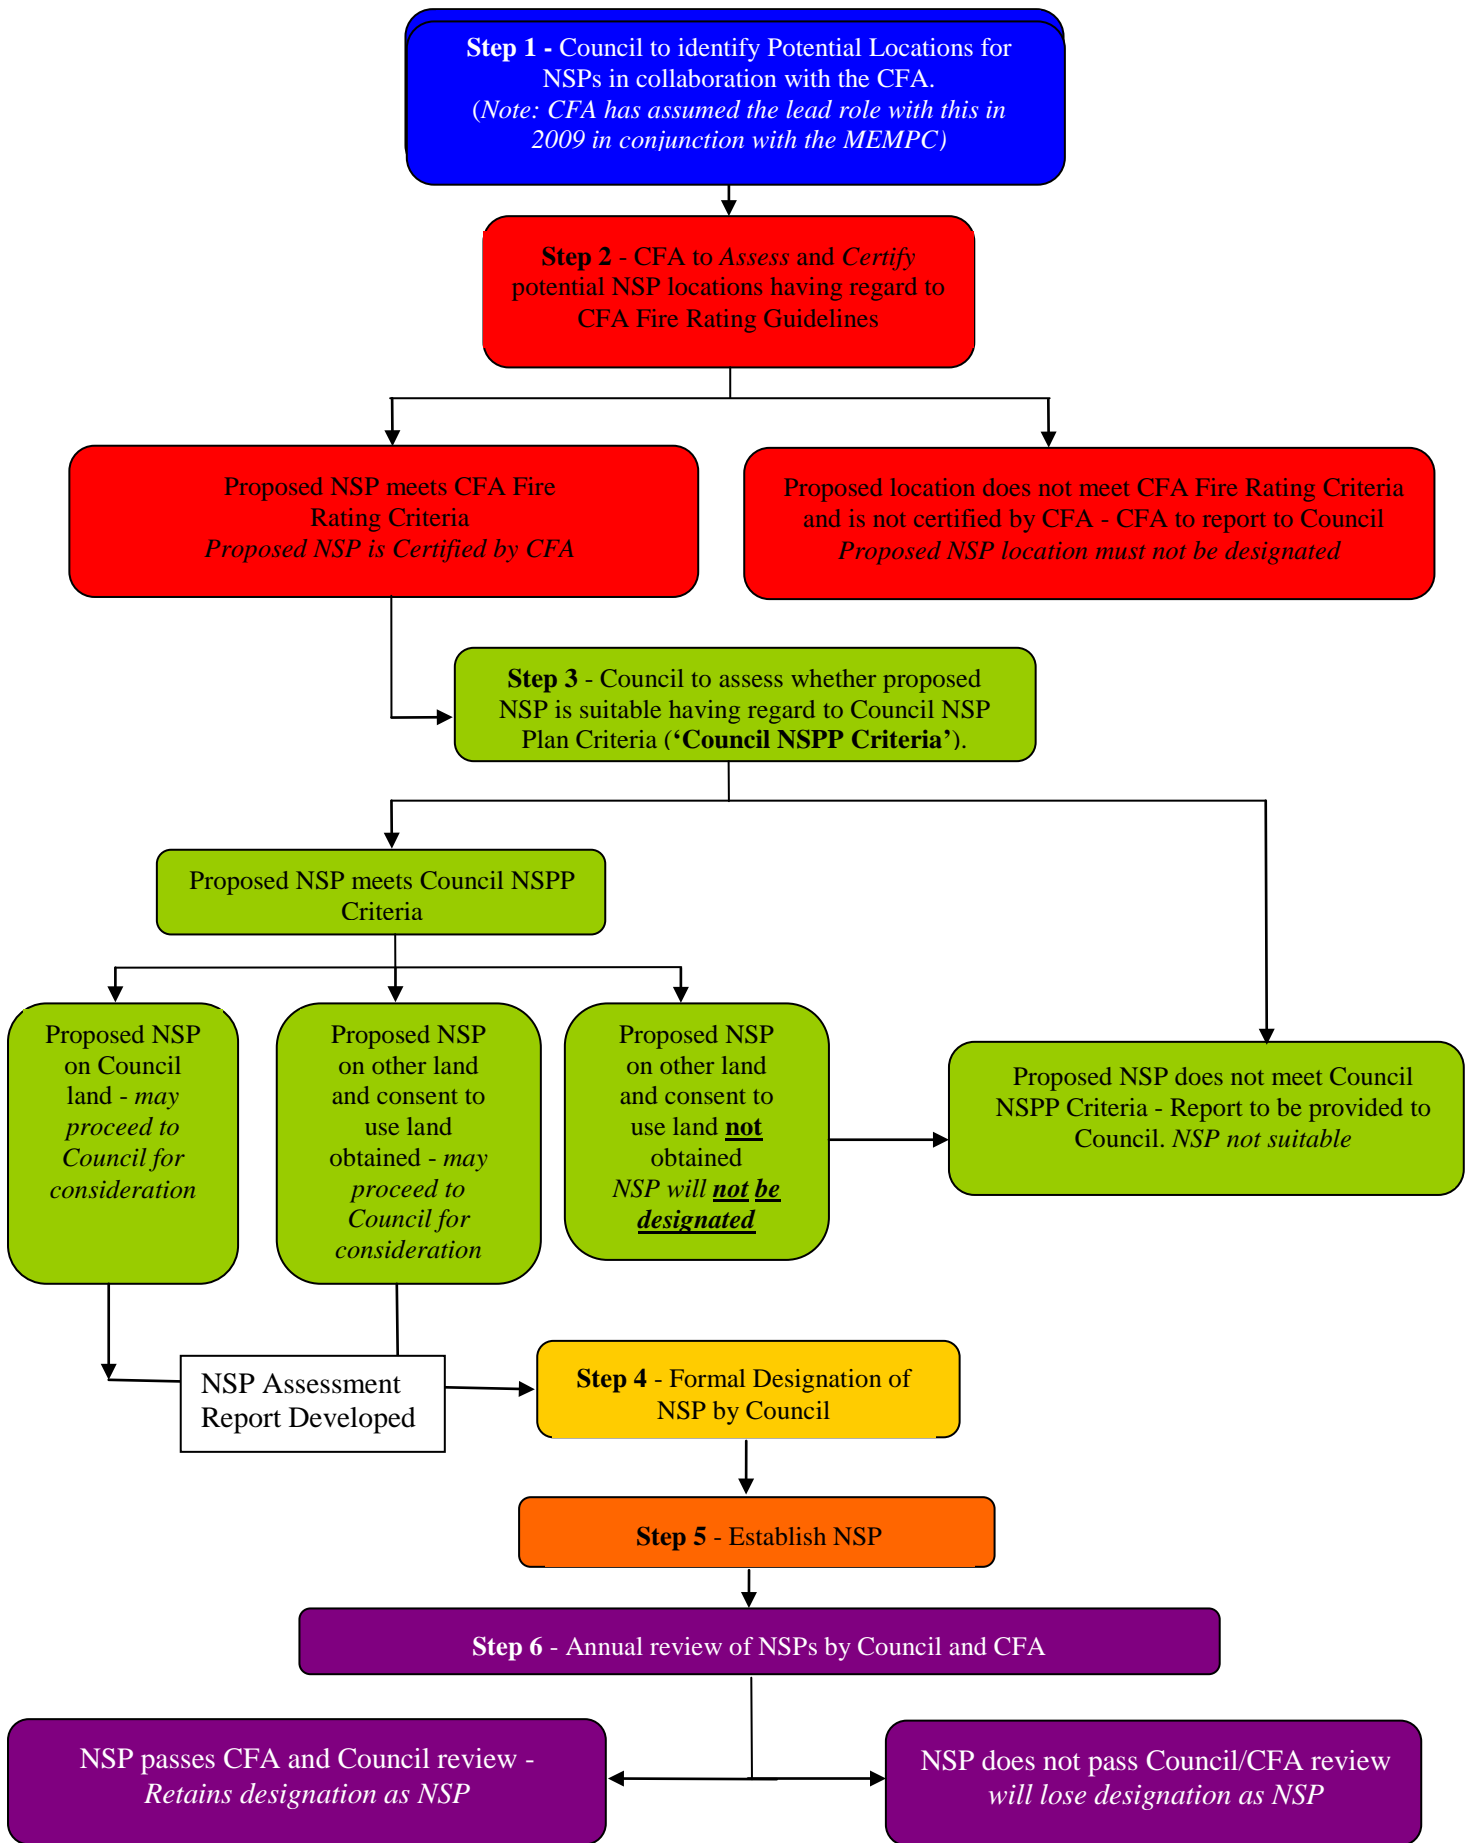 Step 1 - Council to identify Potential Locations for
NSPs in collaboration with the CFA.
(Note: CFA has assumed the lead role with this in
2009 in conjunction with the MEMPC)
Step 2 - CFA to Assess and Certify
potential NSP locations having regard to
CFA Fire Rating Guidelines
Proposed NSP meets CFA Fire
Rating Criteria
Proposed NSP is Certified by CFA
Proposed location does not meet CFA Fire Rating Criteria
and is not certified by CFA - CFA to report to Council
Proposed NSP location must not be designated
Step 3 - Council to assess whether proposed
NSP is suitable having regard to Council NSP
Plan Criteria (‘Council NSPP Criteria’).
Proposed NSP meets Council NSPP
Criteria
Proposed NSP
on Council
land - may
proceed to
Council for
consideration
Proposed NSP
on other land
and consent to
use land
obtained - may
proceed to
Council for
consideration
Proposed NSP
on other land
and consent to
use land not
obtained
NSP will not be
designated
Proposed NSP does not meet Council
NSPP Criteria - Report to be provided to
Council. NSP not suitable
NSP Assessment
Report Developed
Step 4 - Formal Designation of
NSP by Council
Step 5 - Establish NSP
Step 6 - Annual review of NSPs by Council and CFA
NSP passes CFA and Council review -
Retains designation as NSP
NSP does not pass Council/CFA review
will lose designation as NSP